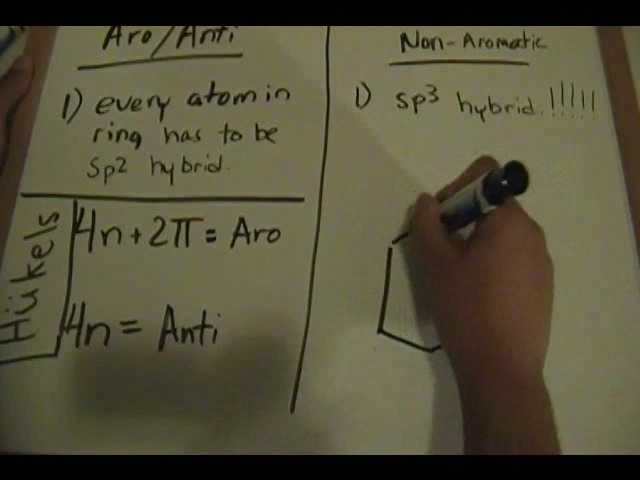 Aro/Anti
1) every atom in
ring has to be
sp2 hybrid.
Hükels
4n+2π = Aro
4n = Anti
Non-Aromatic
1) sp3 hybrid.!!!!!